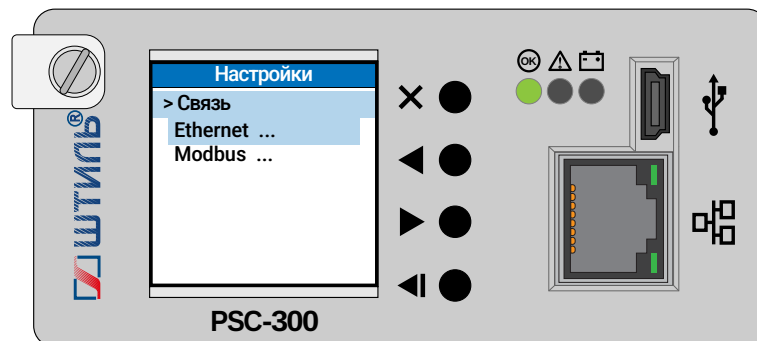 Настройки
> Связь
Ethernet ...
Modbus ...
OK
ШТИЛЬ®
PSC-300